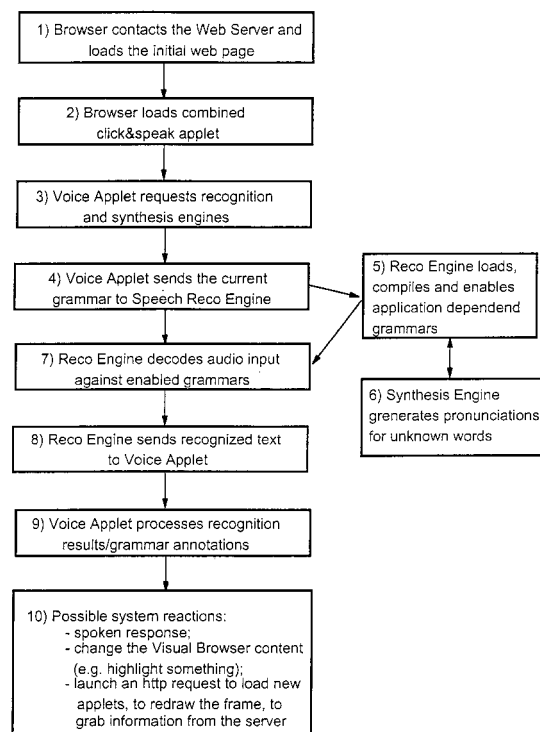 1) Browser contacts the Web Server and
loads the initial web page
2) Browser loads combined
click&speak applet
3) Voice Applet requests recognition
and synthesis engines
4) Voice Applet sends the current
grammar to Speech Reco Engine
5) Reco Engine loads,
compiles and enables
application dependend
grammars
6) Synthesis Engine
grenerates pronunciations
for unknown words
7) Reco Engine decodes audio input
against enabled grammars
8) Reco Engine sends recognized text
to Voice Applet
9) Voice Applet processes recognition
results/grammar annotations
10) Possible system reactions:
- spoken response;
- change the Visual Browser content
(e.g. highlight something);
- launch an http request to load new
applets, to redraw the frame, to
grab information from the server